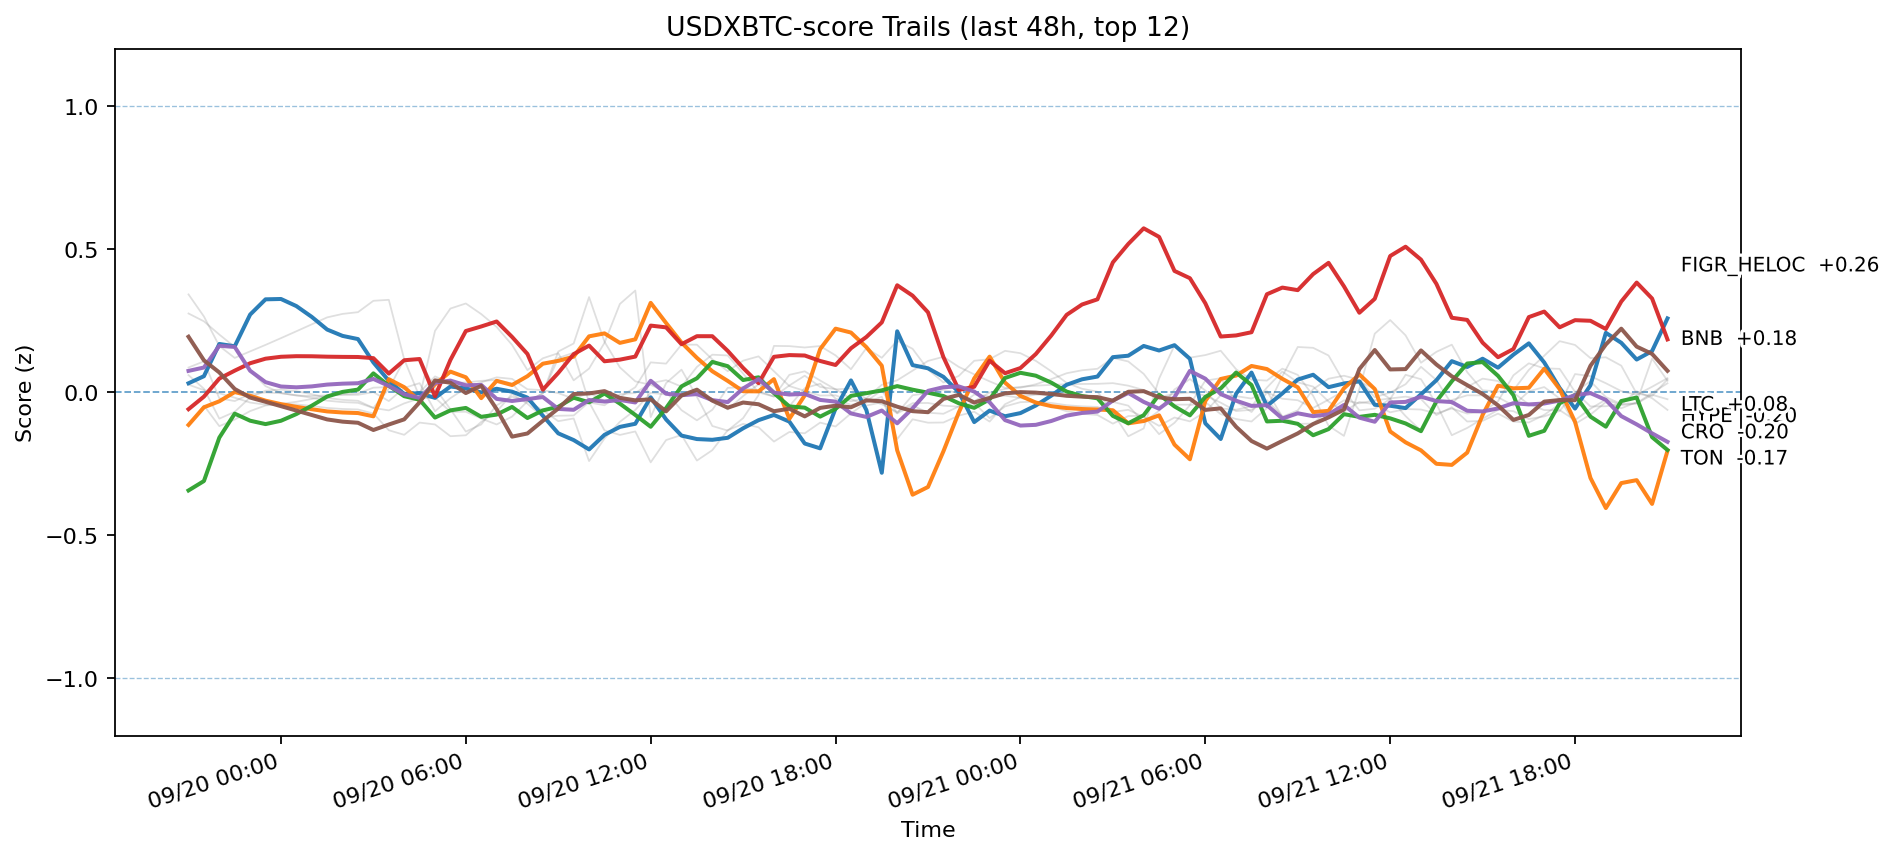 USDXBTC-score Trails (last 48h, top 12)
Score (z)
1.0
0.5
0.0
−0.5
−1.0
FIGR_HELOC +0.26
BNB +0.18
LTC +0.08
HYPE -0.20
CRO -0.20
TON -0.17
09/20 00:00
09/20 06:00
09/20 12:00
09/20 18:00
09/21 00:00
09/21 06:00
09/21 12:00
09/21 18:00
Time